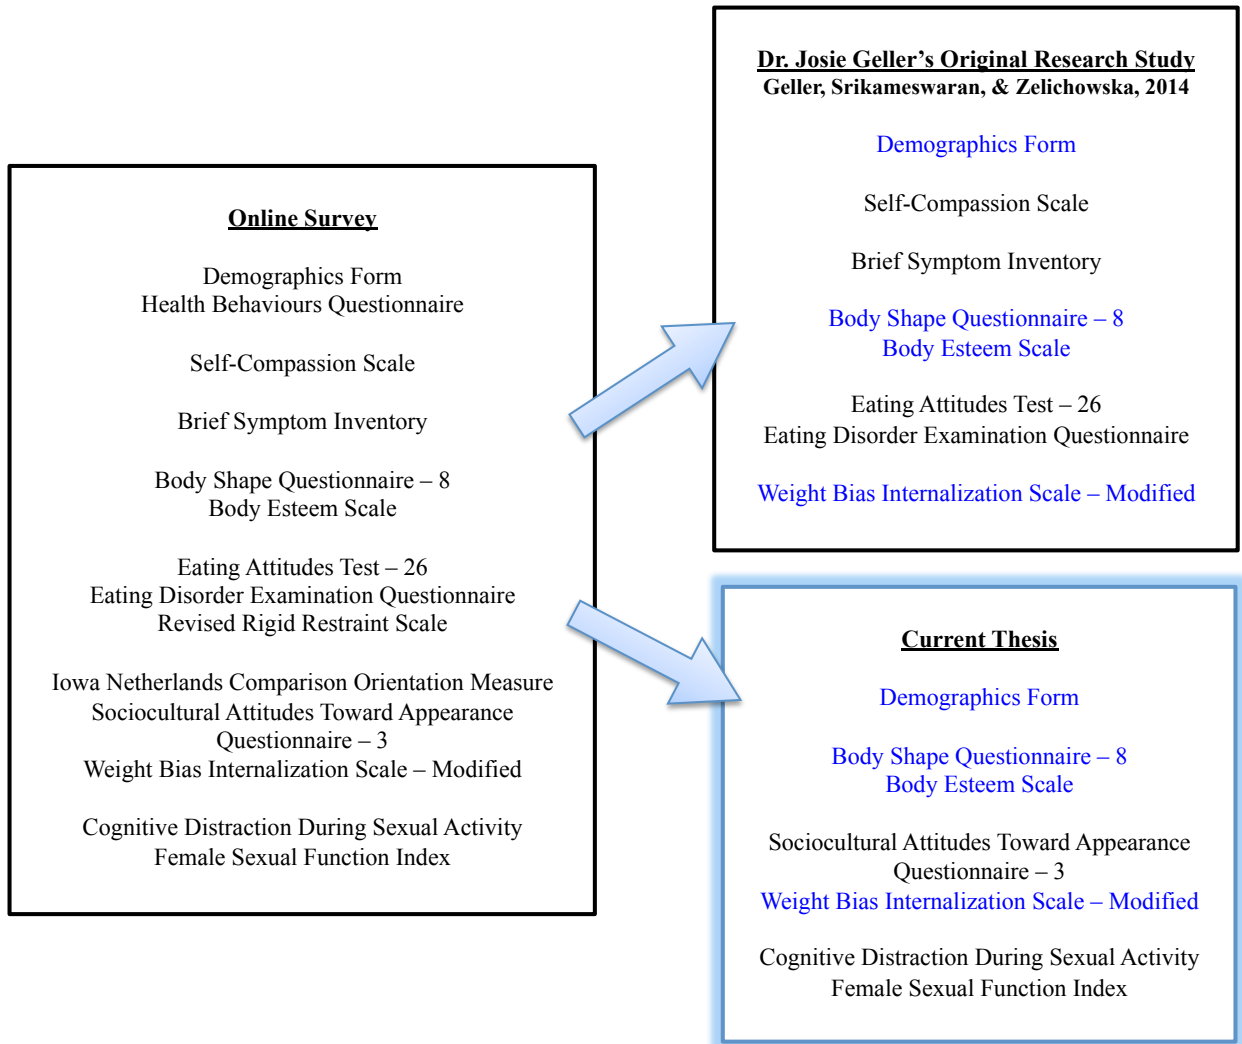 Online Survey
Demographics Form
Health Behaviours Questionnaire
Self-Compassion Scale
Brief Symptom Inventory
Body Shape Questionnaire – 8
Body Esteem Scale
Eating Attitudes Test – 26
Eating Disorder Examination Questionnaire
Revised Rigid Restraint Scale
Iowa Netherlands Comparison Orientation Measure
Sociocultural Attitudes Toward Appearance
Questionnaire – 3
Weight Bias Internalization Scale – Modified
Cognitive Distraction During Sexual Activity
Female Sexual Function Index
Dr. Josie Geller’s Original Research Study
Geller, Srikameswaran, & Zelichowska, 2014
Demographics Form
Self-Compassion Scale
Brief Symptom Inventory
Body Shape Questionnaire – 8
Body Esteem Scale
Eating Attitudes Test – 26
Eating Disorder Examination Questionnaire
Weight Bias Internalization Scale – Modified
Current Thesis
Demographics Form
Body Shape Questionnaire – 8
Body Esteem Scale
Sociocultural Attitudes Toward Appearance
Questionnaire – 3
Weight Bias Internalization Scale – Modified
Cognitive Distraction During Sexual Activity
Female Sexual Function Index